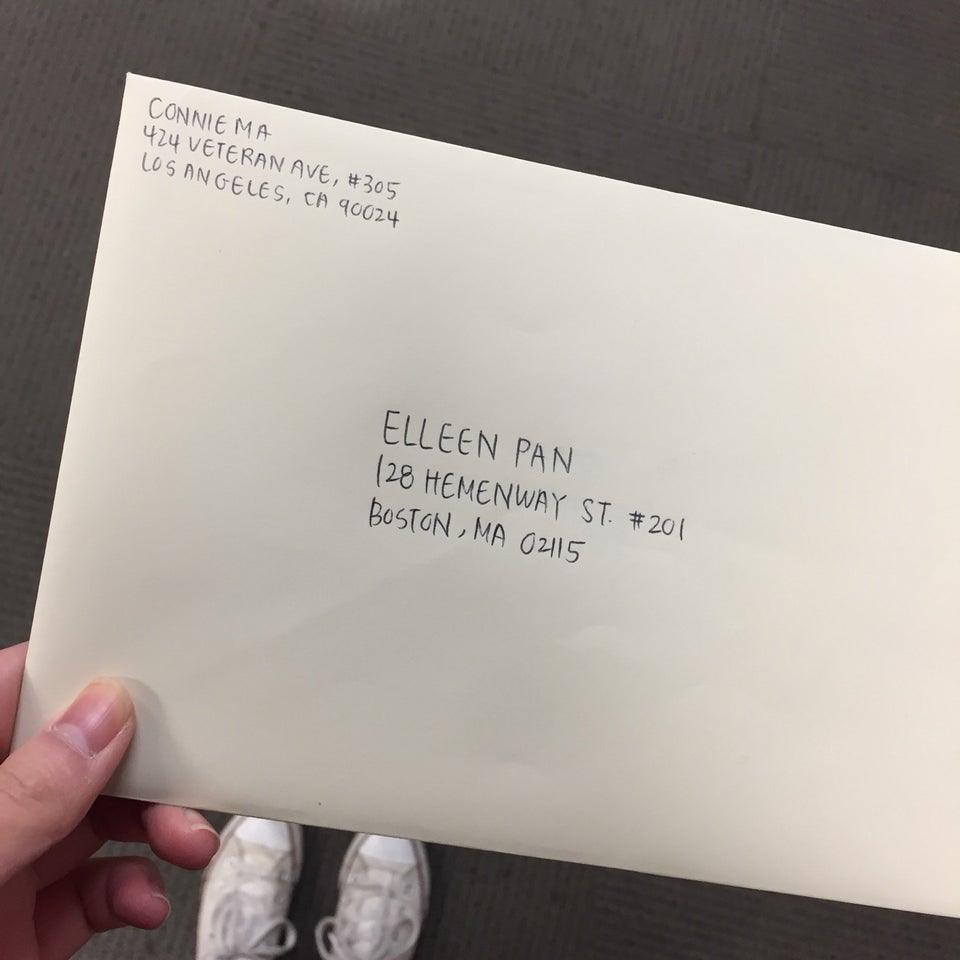 CONNIE MA
424 VETERAN AVE, #305
LOS ANGELES, CA 90024
ELLEEN PAN
128 HEMENWAY ST. #201
BOSTON, MA 02115